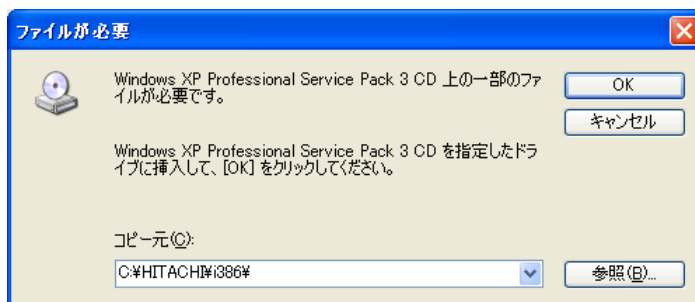 ファイルが必要
Windows XP Professional Service Pack 3 CD 上の一部のファ
イルが必要です。
OK
キャンセル
Windows XP Professional Service Pack 3 CD を指定したドラ
イブに挿入して、[OK] をクリックしてください。
コピー元(C):
C:¥HITACHI¥i386¥
参照(B)...